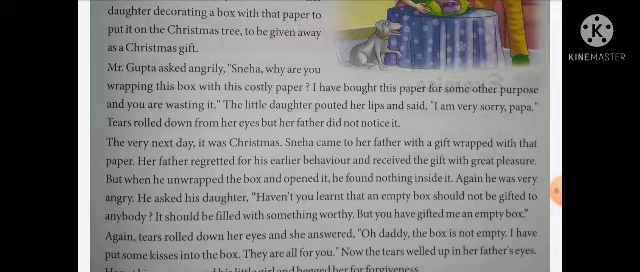 daughter decorating a box with that paper to
put it on the Christmas tree, to be given away
as a Christmas gift.
Mr. Gupta asked angrily, "Sneha, why are you
wrapping this box with this costly paper ? I have bought this paper for some other purpose
and you are wasting it." The little daughter pouted her lips and said, "I am very sorry, papa."
Tears rolled down from her eyes but her father did not notice it.
The very next day, it was Christmas. Sneha came to her father with a gift wrapped with that
paper. Her father regretted for his earlier behaviour and received the gift with great pleasure.
But when he unwrapped the box and opened it, he found nothing inside it. Again he was very
angry. He asked his daughter, "Haven't you learnt that an empty box should not be gifted to
anybody ? It should be filled with something worthy. But you have gifted me an empty box."
Again, tears rolled down her eyes and she answered, "Oh daddy, the box is not empty. I have
put some kisses into the box. They are all for you." Now the tears welled up in her father's eyes.
his little girl and begged her for forgiveness
KINEMASTER